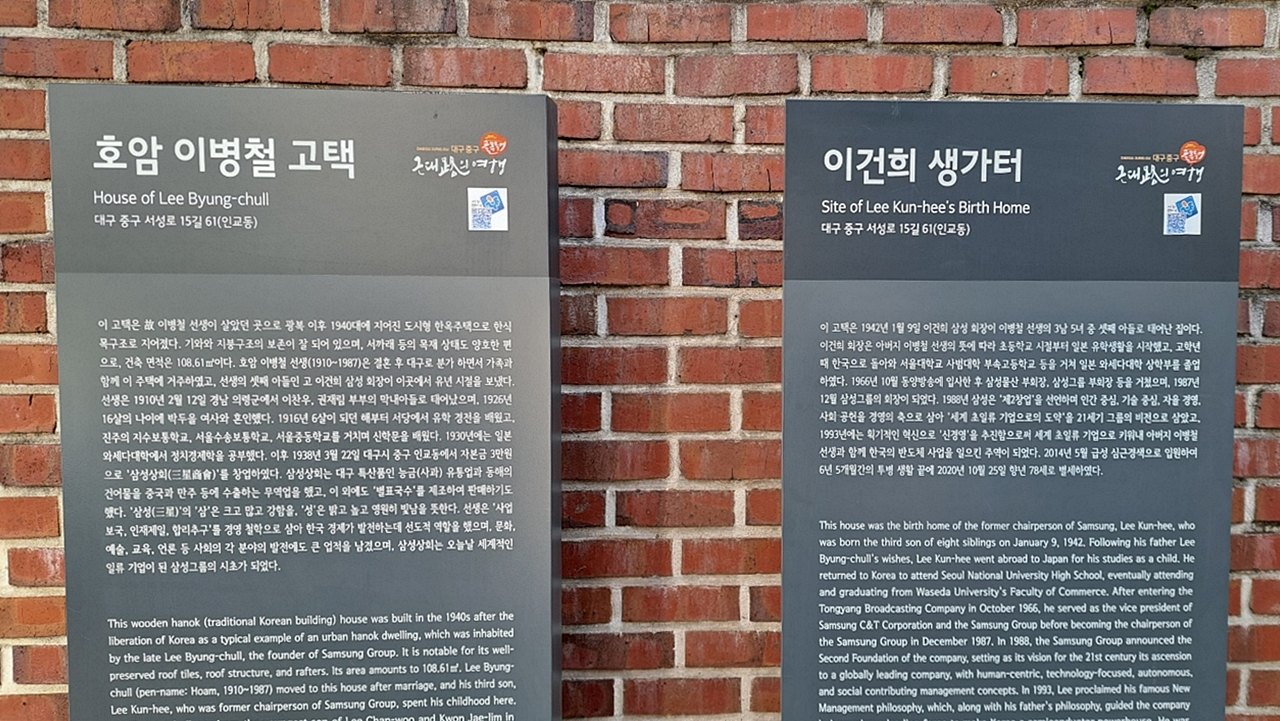 호암 이병철 고택
대구 중구
근대路의 여행
House of Lee Byung-chull
대구 중구 서성로 15길 61(인교동)
이 고택은 故 이병철 선생이 살았던 곳으로 광복 이후 1940대에 지어진 도시형 한옥주택으로 한식
목구조로 지어졌다. 기와와 지붕구조의 보존이 잘 되어 있으며, 서까래 등의 목재 상태도 양호한 편
으로, 건축 면적은 108.61㎡이다. 호암 이병철 선생(1910~1987)은 결혼 후 대구로 분가 하면서 가족과
함께 이 주택에 거주하였고, 선생의 셋째 아들인 고 이건희 삼성 회장이 이곳에서 유년 시절을 보냈다.
선생은 1910년 2월 12일 경남 의령군에서 이찬우, 권재림 부부의 막내아들로 태어났으며, 1926년
16살의 나이에 박두을 여사와 혼인했다. 1916년 6살이 되던 해부터 서당에서 유학 경전을 배웠고,
진주의 지수보통학교, 서울수송보통학교, 서울중동학교를 거치며 신학문을 배웠다. 1930년에는 일본
와세다대학에서 정치경제학을 공부했다. 이후 1938년 3월 22일 대구시 중구 인교동에서 자본금 3만원
으로 '삼성상회(三星商會)'를 창업하였다. 삼성상회는 대구 특산품인 능금(사과) 유통업과 동해의
건어물을 중국과 만주 등에 수출하는 무역업을 했고, 이 외에도 '별표국수'를 제조하여 판매하기도
했다. '삼성(三星)'의 '삼'은 크고 많고 강함을, '성'은 밝고 높고 영원히 빛남을 뜻한다. 선생은 '사업
보국, 인재제일, 합리추구'를 경영 철학으로 삼아 한국 경제가 발전하는데 선도적 역할을 했으며, 문화,
예술, 교육, 언론 등 사회의 각 분야의 발전에도 큰 업적을 남겼으며, 삼성상회는 오늘날 세계적인
일류 기업이 된 삼성그룹의 시초가 되었다.
This wooden hanok (traditional Korean building) house was built in the 1940s after the
liberation of Korea as a typical example of an urban hanok dwelling, which was inhabited
by the late Lee Byung-chull, the founder of Samsung Group. It is notable for its well-
preserved roof tiles, roof structure, and rafters. Its area amounts to 108.61㎡. Lee Byung-
chull (pen-name: Hoam, 1910~1987) moved to this house after marriage, and his third son,
Lee Kun-hee, who was former chairperson of Samsung Group, spent his childhood here.
son of Lee Chan-woo and Kwon Jae-lim in
이건희 생가터
대구 중구
근대路의 여행
Site of Lee Kun-hee's Birth Home
대구 중구 서성로 15길 61(인교동)
이 고택은 1942년 1월 9일 이건희 삼성 회장이 이병철 선생의 3남 5녀 중 셋째 아들로 태어난 집이다.
이건희 회장은 아버지 이병철 선생의 뜻에 따라 초등학교 시절부터 일본 유학생활을 시작했고, 고학년
때 한국으로 돌아와 서울대학교 사범대학 부속고등학교 등을 거쳐 일본 와세다대학 상학부를 졸업
하였다. 1966년 10월 동양방송에 입사한 후 삼성물산 부회장, 삼성그룹 부회장 등을 거쳤으며, 1987년
12월 삼성그룹의 회장이 되었다. 1988년 삼성은 '제2창업'을 선언하며 인간 중심, 기술 중심, 자율 경영,
사회 공헌을 경영의 축으로 삼아 '세계 초일류 기업으로의 도약'을 21세기 그룹의 비전으로 삼았고,
1993년에는 획기적인 혁신으로 '신경영'을 추진함으로써 세계 초일류 기업으로 키워내 아버지 이병철
선생과 함께 한국의 반도체 사업을 일으킨 주역이 되었다. 2014년 5월 급성 심근경색으로 입원하여
6년 5개월간의 투병 생활 끝에 2020년 10월 25일 향년 78세로 별세하였다.
This house was the birth home of the former chairperson of Samsung, Lee Kun-hee, who
was born the third son of eight siblings on January 9, 1942. Following his father Lee
Byung-chull's wishes, Lee Kun-hee went abroad to Japan for his studies as a child. He
returned to Korea to attend Seoul National University High School, eventually attending
and graduating from Waseda University's Faculty of Commerce. After entering the
Tongyang Broadcasting Company in October 1966, he served as the vice president of
Samsung C&T Corporation and the Samsung Group before becoming the chairperson of
the Samsung Group in December 1987. In 1988, the Samsung Group announced the
Second Foundation of the company, setting as its vision for the 21st century its ascension
to a globally leading company, with human-centric, technology-focused, autonomous,
and social contributing management concepts. In 1993, Lee proclaimed his famous New
Management philosophy, which, along with his father's philosophy, guided the company